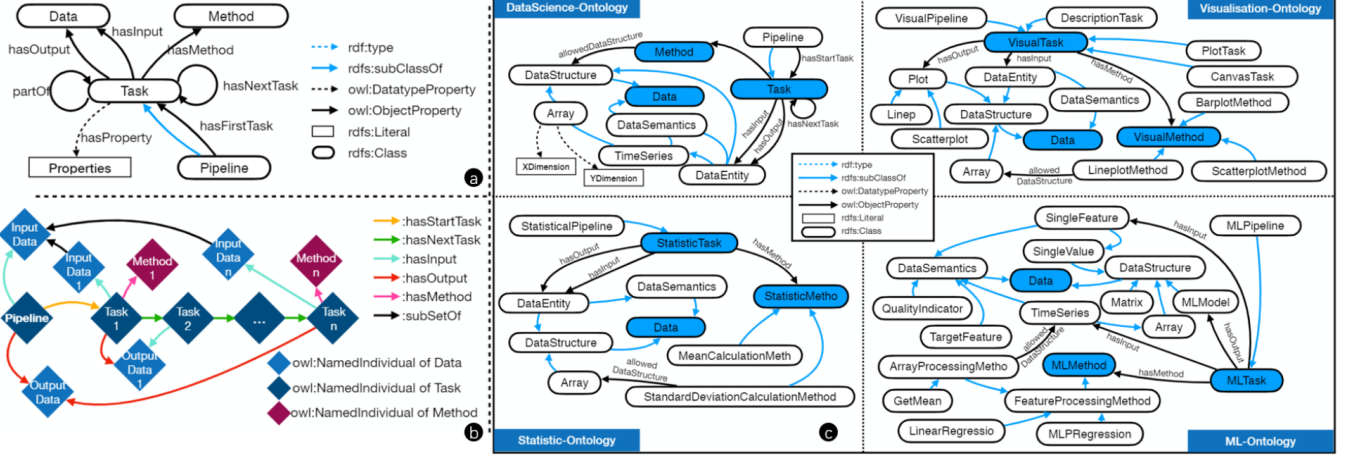 Data
Method
hasOutput
hasInput
hasMethod
Task
partOf
hasNextTask
hasProperty
hasFirstTask
Properties
Pipeline
rdf:type
rdfs:subClassOf
owl:DatatypeProperty
owl:ObjectProperty
rdfs:Literal
rdfs:Class
a
Input
Data
Input
Data
1
Method
1
Input
Data
n
Method
n
Pipeline
Task
1
Task
2
...
Task
n
Output
Data
1
Output
Data
:hasStartTask
:hasNextTask
:hasInput
:hasOutput
:hasMethod
:subSetOf
owl:NamedIndividual of Data
owl:NamedIndividual of Task
owl:NamedIndividual of Method
b
DataScience-Ontology
Pipeline
allowedDataStructure
Method
hasStartTask
DataStructure
Data
Task
Array
hasNextTask
DataSemantics
hasInput
hasOutput
TimeSeries
XDimension
YDimension
DataEntity
Visualisation-Ontology
VisualPipeline
DescriptionTask
VisualTask
hasOutput
hasInput
hasMethod
PlotTask
Plot
DataEntity
CanvasTask
DataSemantics
BarplotMethod
Linep
DataStructure
Scatterplot
Data
VisualMethod
Array
allowed
DataStructure
LineplotMethod
ScatterplotMethod
rdf:type
rdfs:subClassOf
owl:DatatypeProperty
owl:ObjectProperty
rdfs:Literal
rdfs:Class
StatisticalPipeline
StatisticTask
hasOutput
hasInput
hasMethod
DataSemantics
DataEntity
StatisticMetho
Data
DataStructure
MeanCalculationMeth
Array
allowed
DataStructure
StandardDeviationCalculationMethod
Statistic-Ontology
c
SingleFeature
MLPipeline
hasInput
SingleValue
DataSemantics
DataStructure
Data
QualityIndicator
Matrix
MLModel
TimeSeries
Array
TargetFeature
allowed
DataStructure
hasInput
hasOutput
ArrayProcessingMetho
MLMethod
hasMethod
MLTask
GetMean
FeatureProcessingMethod
LinearRegressio
MLPRegression
ML-Ontology